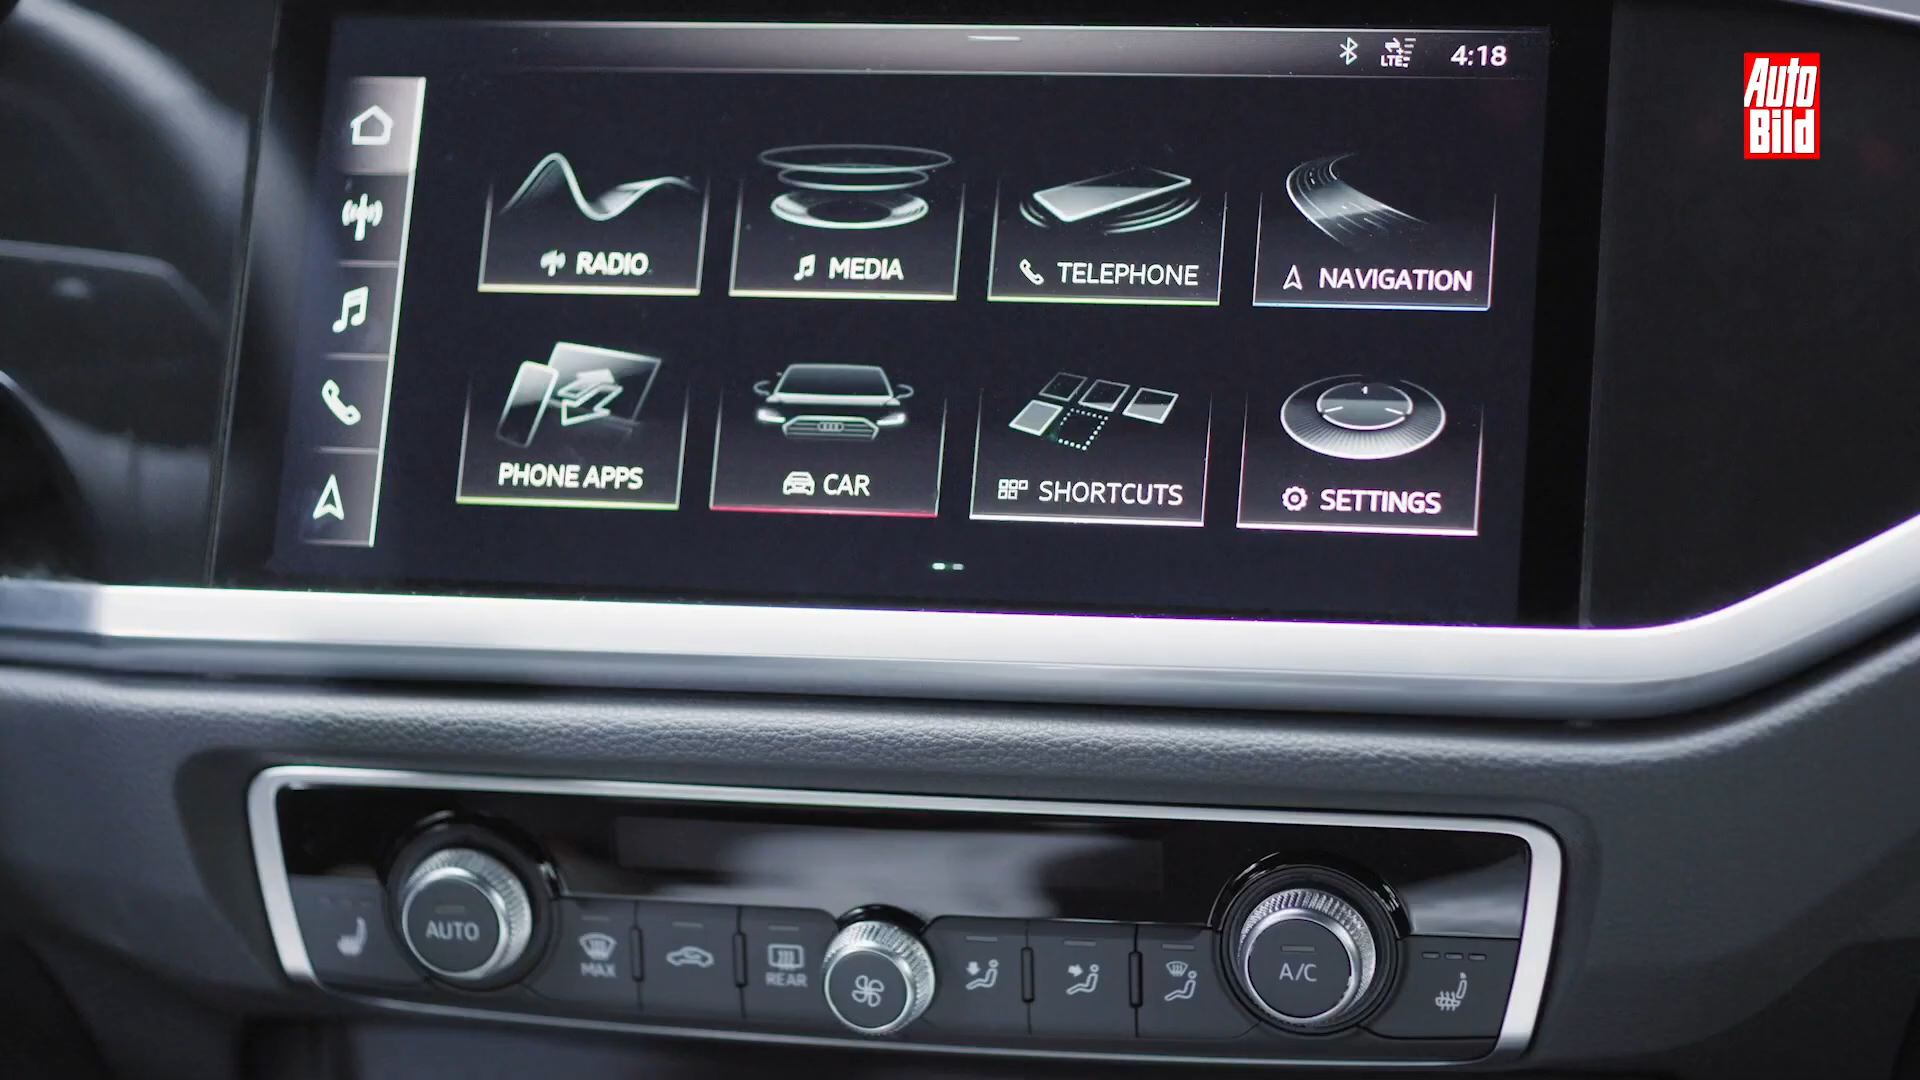 LTE
4:18
Auto
Bild
RADIO
MEDIA
TELEPHONE
NAVIGATION
PHONE APPS
CAR
SHORTCUTS
SETTINGS
AUTO
MAX
REAR
A/C